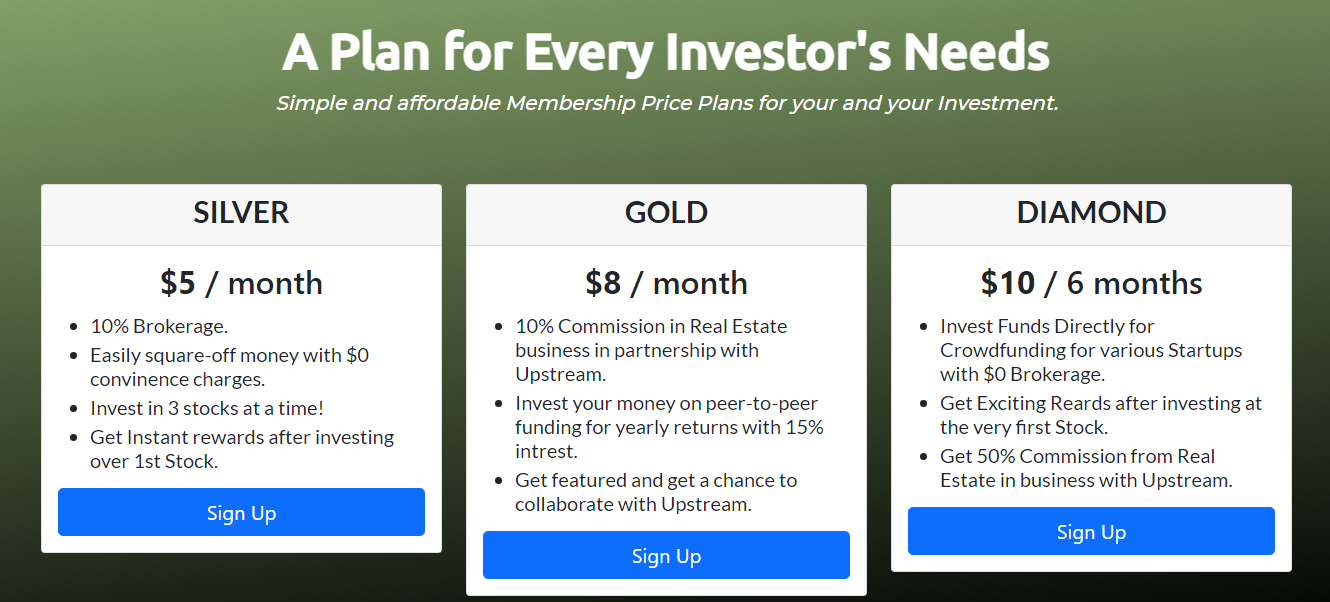 A Plan for Every Investor's Needs
Simple and affordable Membership Price Plans for your and your Investment.
SILVER
$5 / month
10% Brokerage.
Easily square-off money with $0
convinence charges.
Invest in 3 stocks at a time!
Get Instant rewards after investing
over 1st Stock.
Sign Up
GOLD
$8 / month
10% Commission in Real Estate
business in partnership with
Upstream.
Invest your money on peer-to-peer
funding for yearly returns with 15%
intrest.
Get featured and get a chance to
collaborate with Upstream.
Sign Up
DIAMOND
$10 / 6 months
Invest Funds Directly for
Crowdfunding for various Startups
with $0 Brokerage.
Get Exciting Reards after investing at
the very first Stock.
Get 50% Commission from Real
Estate in business with Upstream.
Sign Up